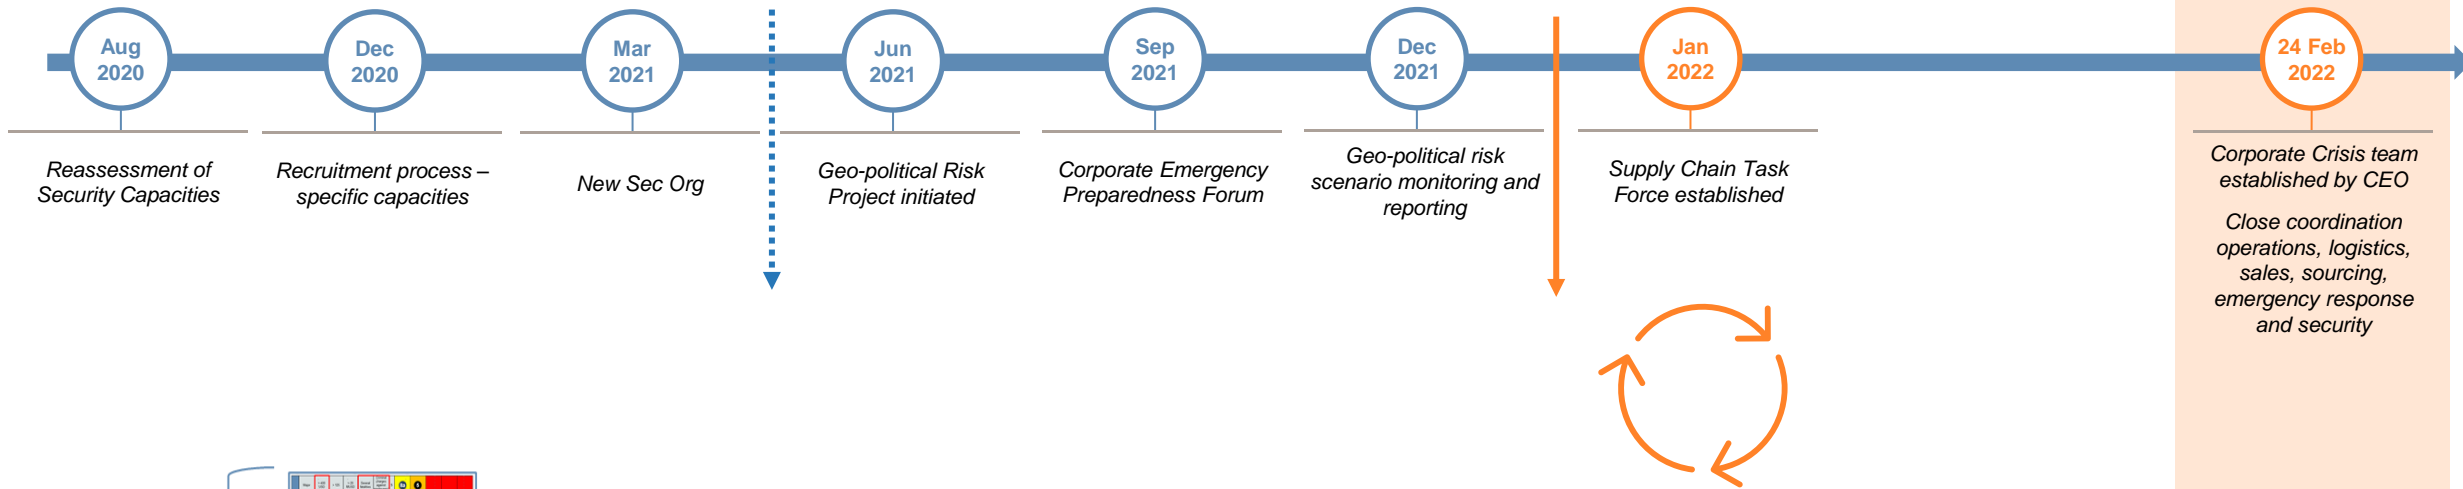 Aug
2020
Dec
2020
Mar
2021
Jun
2021
Sep
2021
Dec
2021
Jan
2022
24 Feb
2022
Reassessment of
Security Capacities
Recruitment process –
specific capacities
New Sec Org
Geo-political Risk
Project initiated
Corporate Emergency
Preparedness Forum
Geo-political risk
scenario monitoring and
reporting
Supply Chain Task
Force established
Corporate Crisis team
established by CEO
Close coordination
operations, logistics,
sales, sourcing,
emergency response
and security